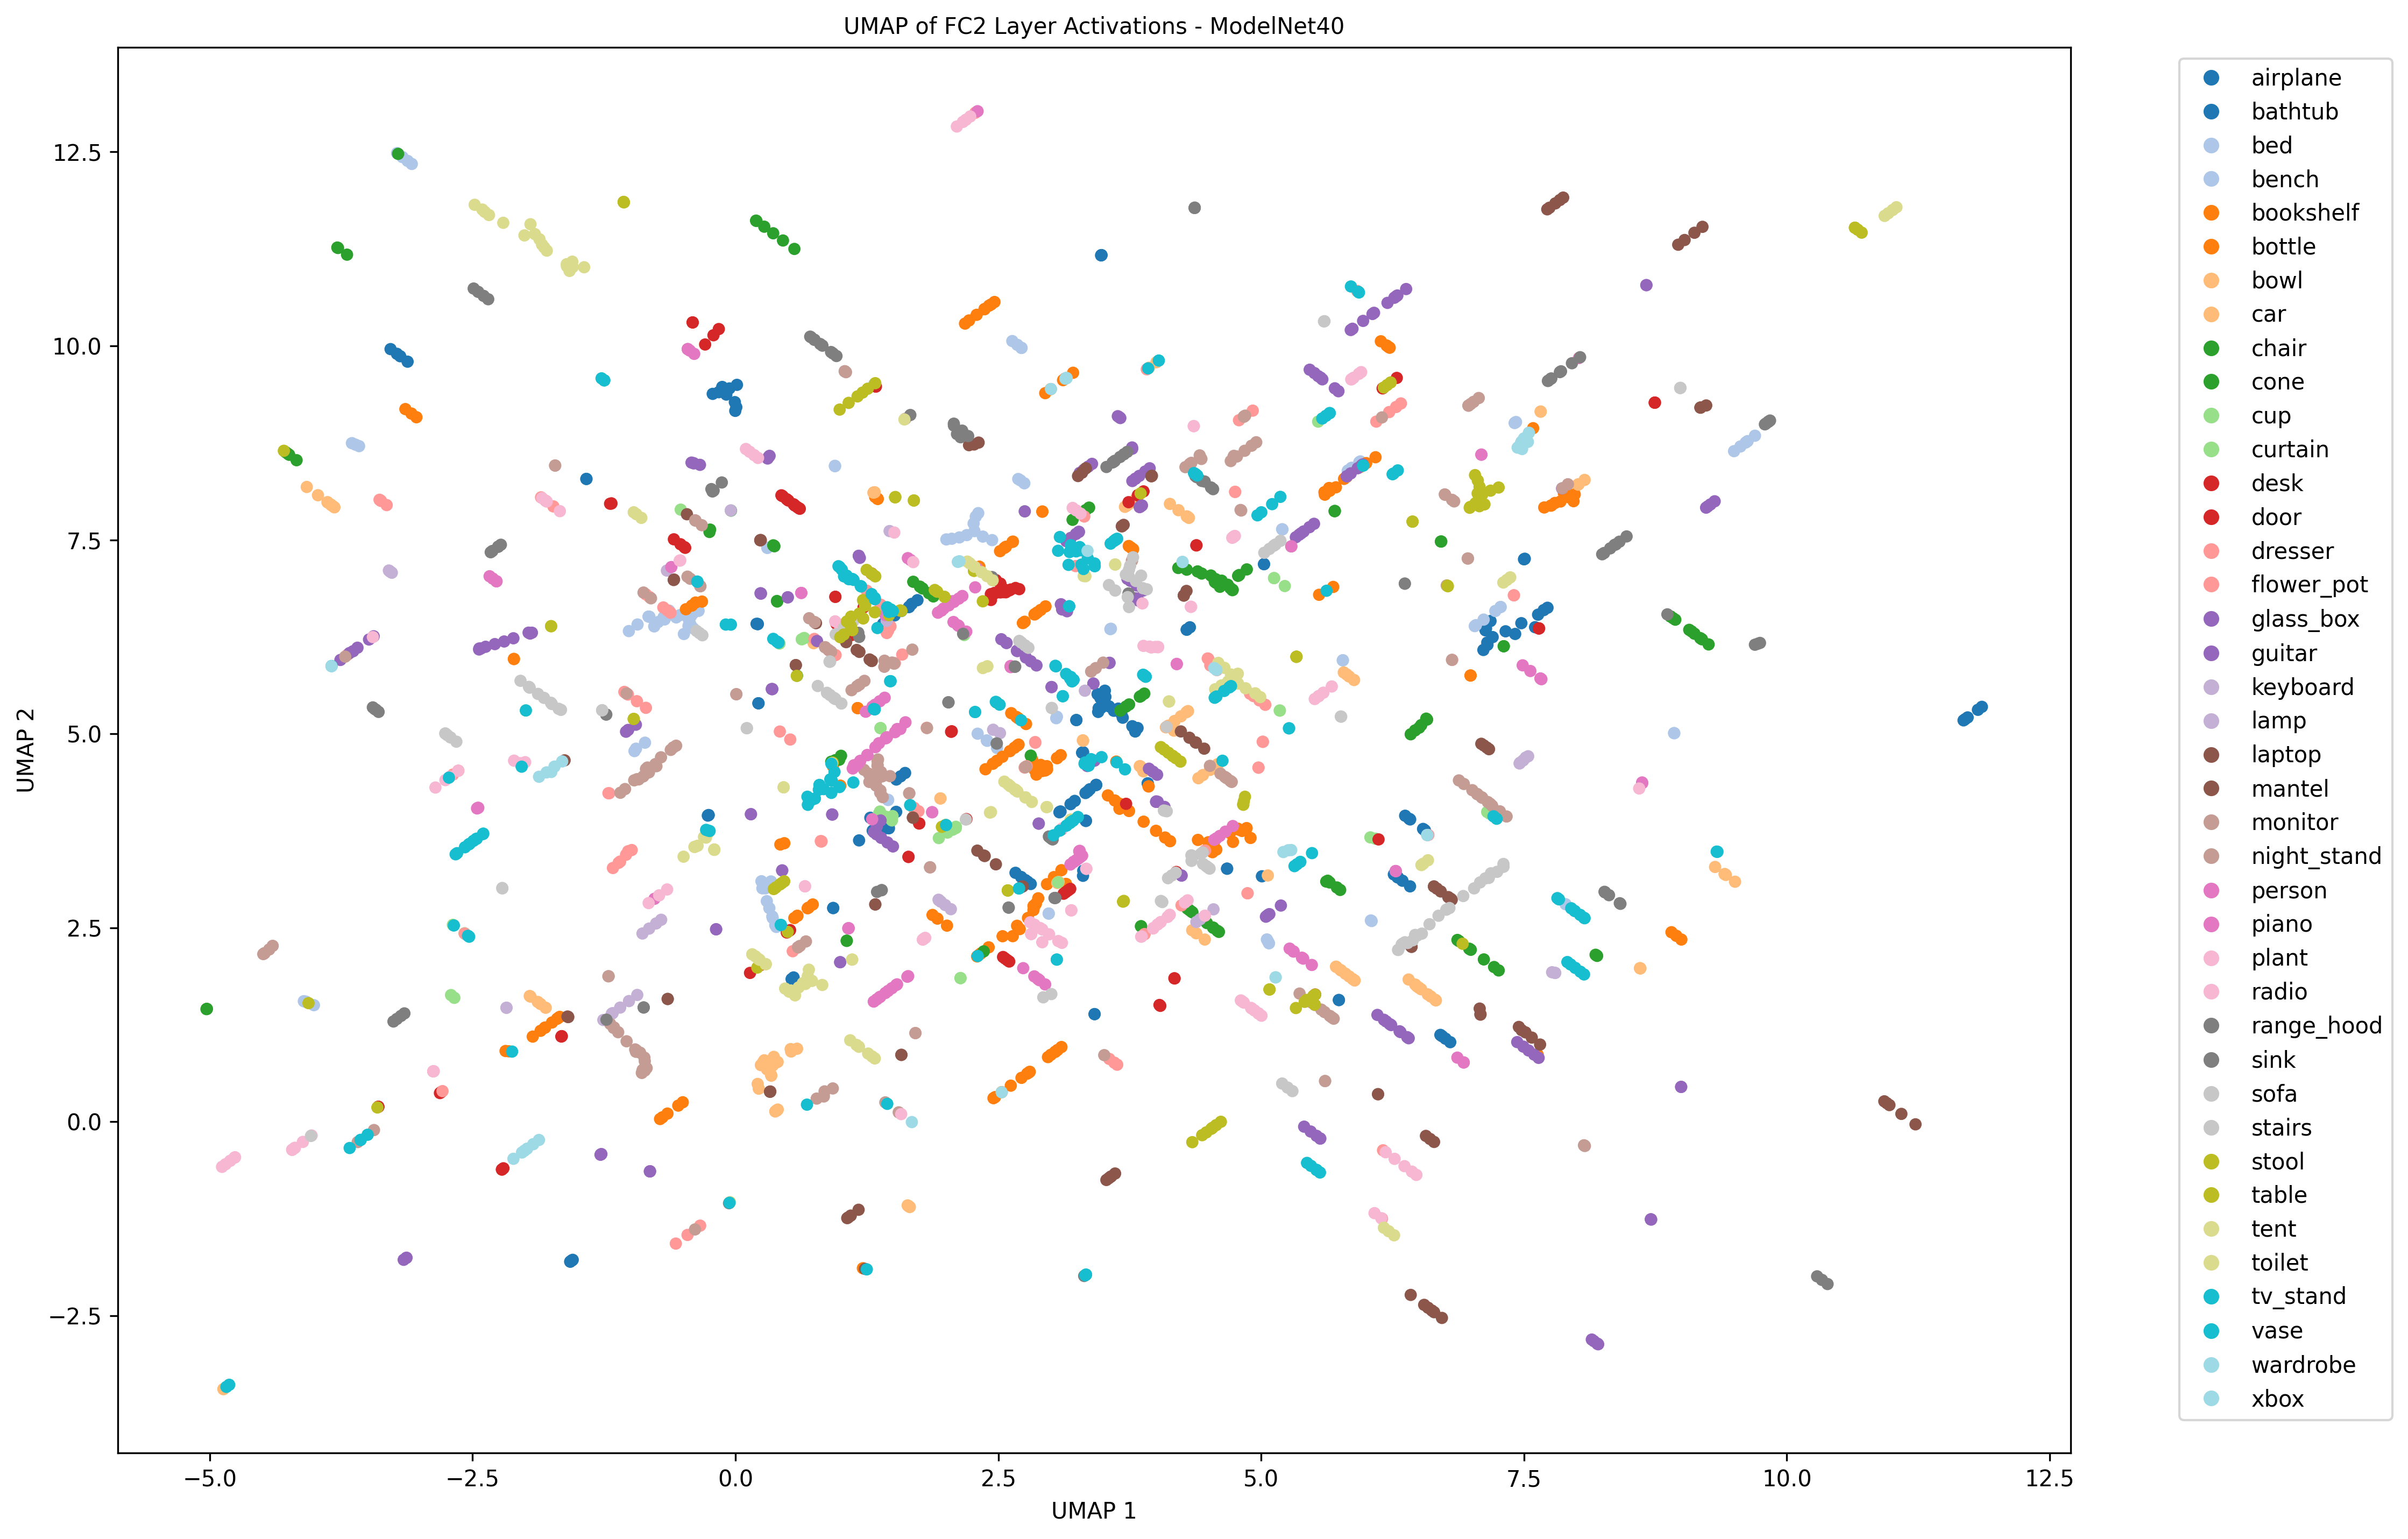 UMAP of FC2 Layer Activations - ModelNet40
12.5
10.0
7.5
5.0
2.5
0.0
−2.5
UMAP 2
−5.0
−2.5
0.0
2.5
5.0
7.5
10.0
12.5
UMAP 1
airplane
bathtub
bed
bench
bookshelf
bottle
bowl
car
chair
cone
cup
curtain
desk
door
dresser
flower_pot
glass_box
guitar
keyboard
lamp
laptop
mantel
monitor
night_stand
person
piano
plant
radio
range_hood
sink
sofa
stairs
stool
table
tent
toilet
tv_stand
vase
wardrobe
xbox